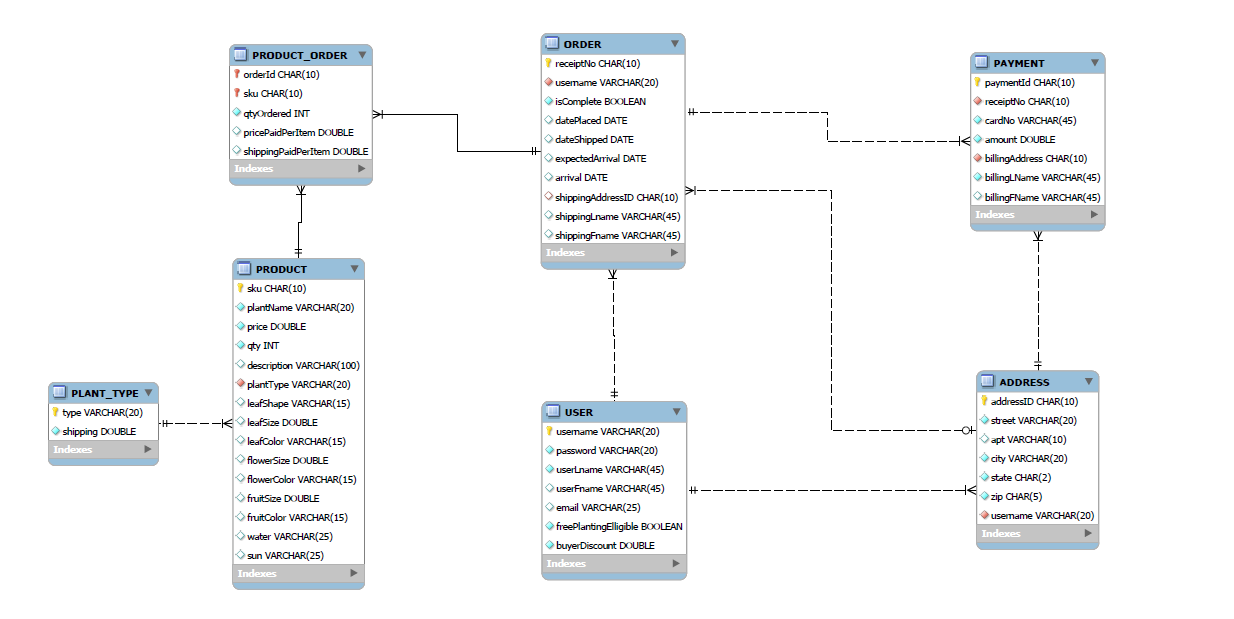 PRODUCT_ORDER
orderId CHAR(10)
sku CHAR(10)
qtyOrdered INT
pricePaidPerItem DOUBLE
shippingPaidPerItem DOUBLE
Indexes
ORDER
receiptNo CHAR(10)
username VARCHAR(20)
isComplete BOOLEAN
datePlaced DATE
dateShipped DATE
expectedArrival DATE
arrival DATE
shippingAddressID CHAR(10)
shippingLname VARCHAR(45)
shippingFname VARCHAR(45)
Indexes
PAYMENT
paymentId CHAR(10)
receiptNo CHAR(10)
cardNo VARCHAR(45)
amount DOUBLE
billingAddress CHAR(10)
billingLName VARCHAR(45)
billingFName VARCHAR(45)
Indexes
PLANT_TYPE
type VARCHAR(20)
shipping DOUBLE
Indexes
PRODUCT
sku CHAR(10)
plantName VARCHAR(20)
price DOUBLE
qty INT
description VARCHAR(100)
plantType VARCHAR(20)
leafShape VARCHAR(15)
leafSize DOUBLE
leafColor VARCHAR(15)
flowerSize DOUBLE
flowerColor VARCHAR(15)
fruitSize DOUBLE
fruitColor VARCHAR(15)
water VARCHAR(25)
sun VARCHAR(25)
Indexes
USER
username VARCHAR(20)
password VARCHAR(20)
userLname VARCHAR(45)
userFname VARCHAR(45)
email VARCHAR(25)
freePlantingElligible BOOLEAN
buyerDiscount DOUBLE
Indexes
ADDRESS
addressID CHAR(10)
street VARCHAR(20)
apt VARCHAR(10)
city VARCHAR(20)
state CHAR(2)
zip CHAR(5)
username VARCHAR(20)
Indexes